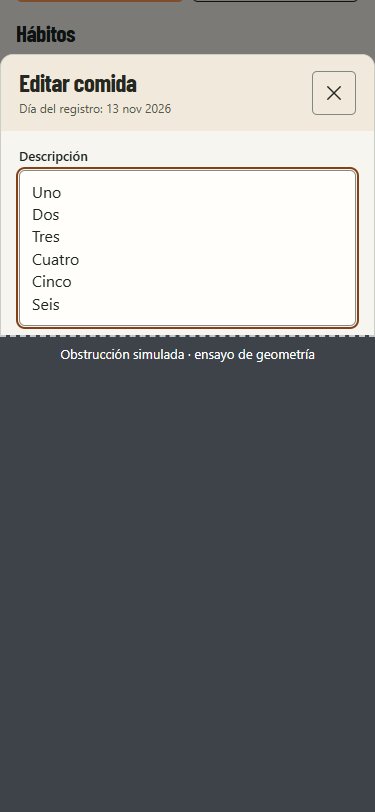 Hábitos
Editar comida
Día del registro: 13 nov 2026
Descripción
Uno
Dos
Tres
Cuatro
Cinco
Seis
Obstrucción simulada · ensayo de geometría